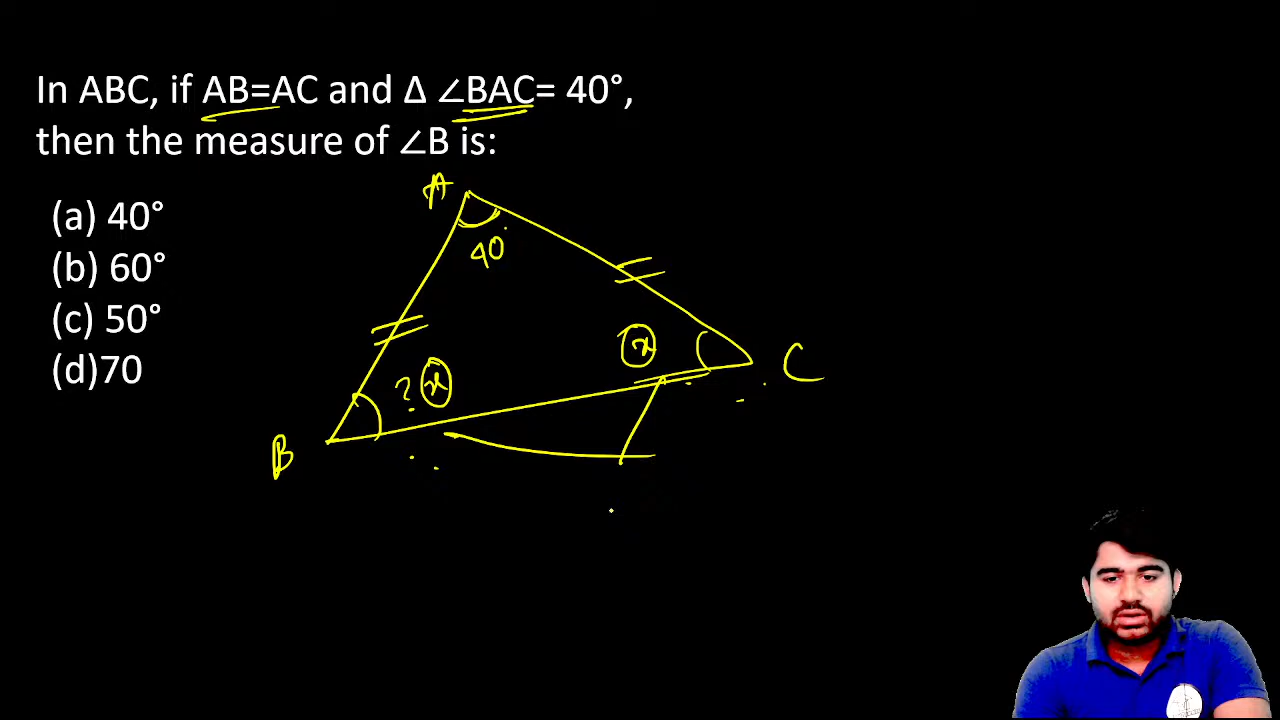 In ABC, if AB=AC and Δ ∠BAC= 40°,
then the measure of ∠B is:
(a) 40°
(b) 60°
(c) 50°
(d)70
A
40°
x
? x
C
B